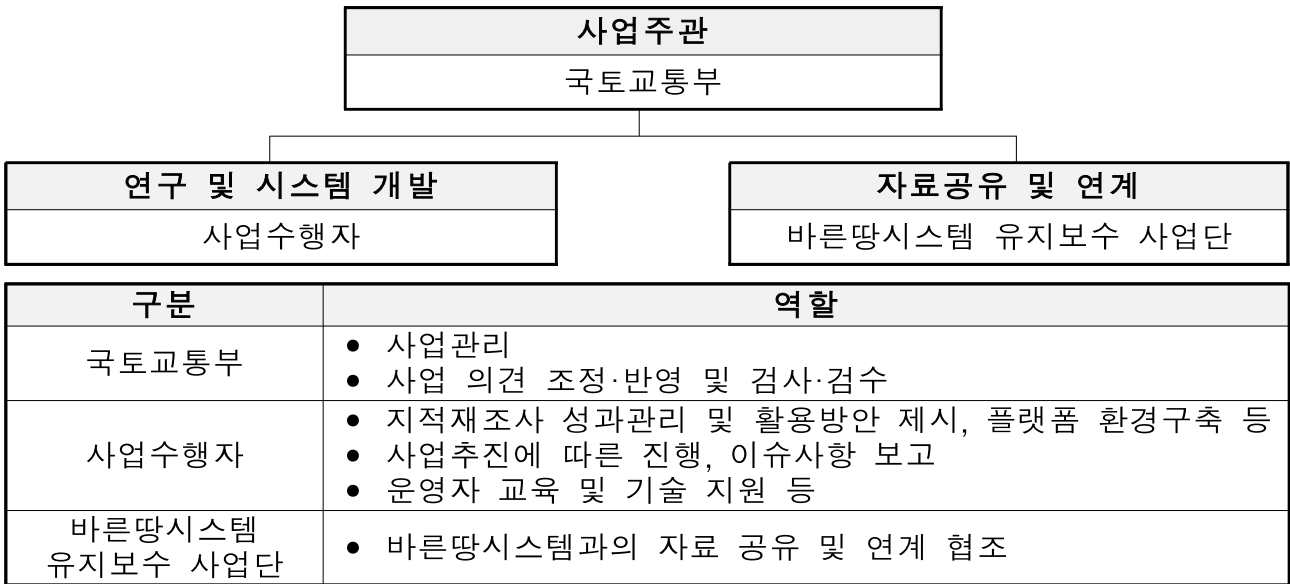 사업주관
국토교통부
연구 및 시스템 개발
사업수행자
자료공유 및 연계
바른땅시스템 유지보수 사업단
구분
역할
국토교통부
● 사업관리
● 사업 의견 조정·반영 및 검사·검수
사업수행자
● 지적재조사 성과관리 및 활용방안 제시, 플랫폼 환경구축 등
● 사업추진에 따른 진행, 이슈사항 보고
● 운영자 교육 및 기술 지원 등
바른땅시스템
유지보수 사업단
● 바른땅시스템과의 자료 공유 및 연계 협조